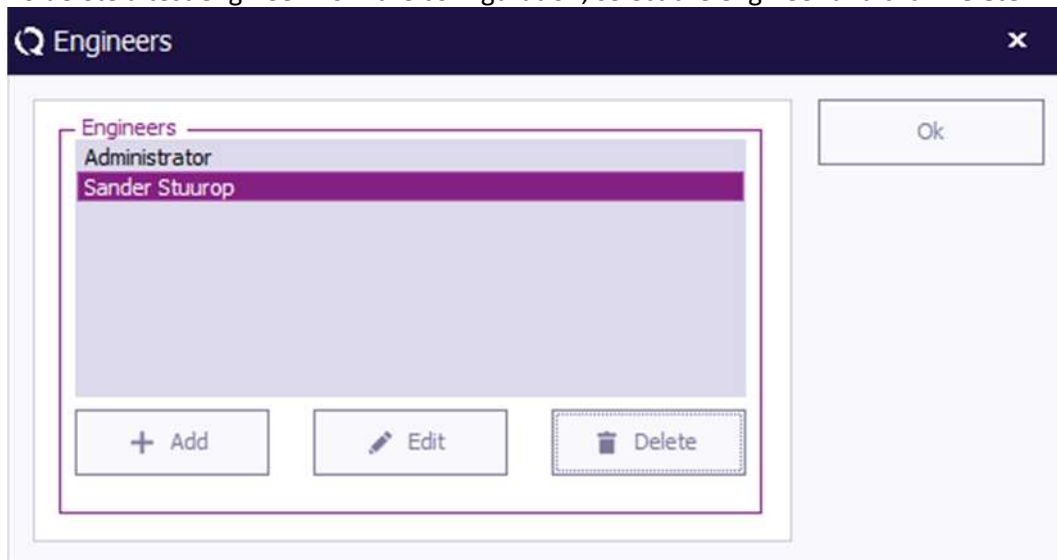 Engineers
Engineers
Ok
Administrator
Sander Stuurop
Add
Edit
Delete